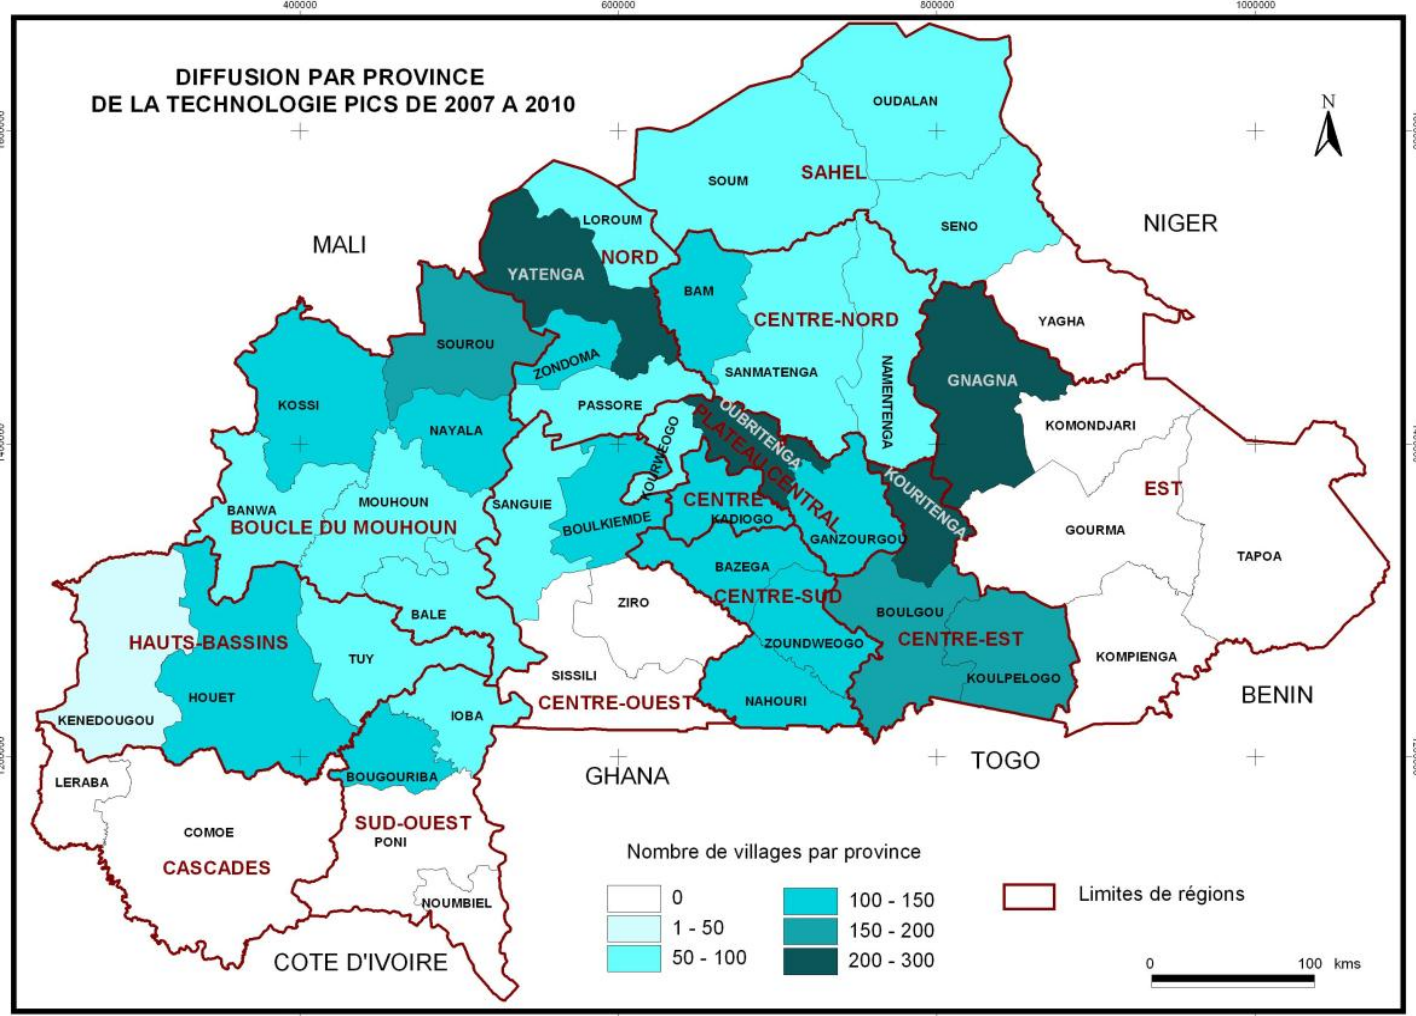 400000
600000
800000
1000000
DIFFUSION PAR PROVINCE
DE LA TECHNOLOGIE PICS DE 2007 A 2010
N
OUDALAN
SOUM
SAHEL
LOROUM
SENO
NIGER
MALI
NORD
YATENGA
BAM
CENTRE-NORD
YAGHA
SOUROU
ZONDOMA
SANMATENGA
NAMENTENGA
GNAGNA
KOSSI
PASSORE
OUBRITENGA
KOMONDJARI
NAYALA
YOURWEOGO
PLATEAU CENTRAL
KOURITENGA
EST
BANWA
MOUHOUN
SANGUIE
CENTRE
BOUCLE DU MOUHOUN
BOULKIEMDE
KADIOGO
GANZOURGOU
GOURMA
TAPOA
BAZEGA
ZIRO
CENTRE-SUD
BOULGOU
BALE
HAUTS-BASSINS
CENTRE-EST
ZOUNDWEOGO
TUY
KOMPIENGA
SISSILI
KOULPELOGO
HOUET
CENTRE-OUEST
NAHOURI
BENIN
KENEDOUGOU
IOBA
TOGO
GHANA
BOUGOURIBA
LERABA
SUD-OUEST
COMOE
PONI
CASCADES
NOUMBIEL
COTE D'IVOIRE
Nombre de villages par province
0
1 - 50
50 - 100
100 - 150
150 - 200
200 - 300
Limites de régions
0 100 kms